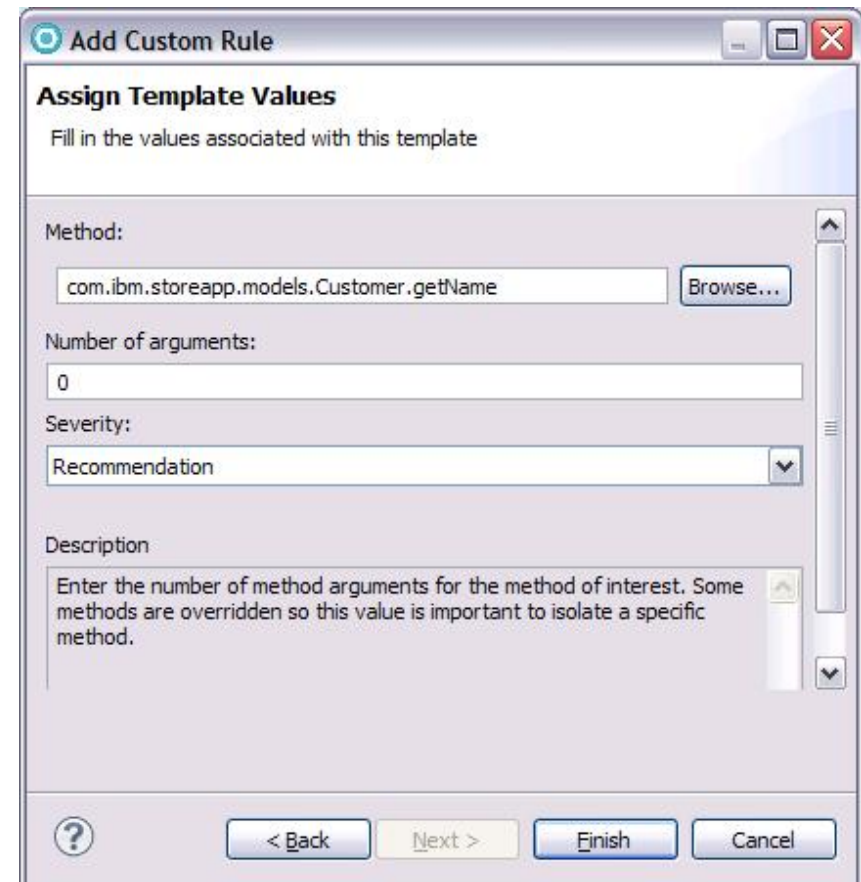 Add Custom Rule
Assign Template Values
Fill in the values associated with this template
Method:
com.ibm.storeapp.models.Customer.getName
Browse...
Number of arguments:
0
Severity:
Recommendation
Description
Enter the number of method arguments for the method of interest. Some
methods are overridden so this value is important to isolate a specific
method.
?
< Back
Next >
Finish
Cancel